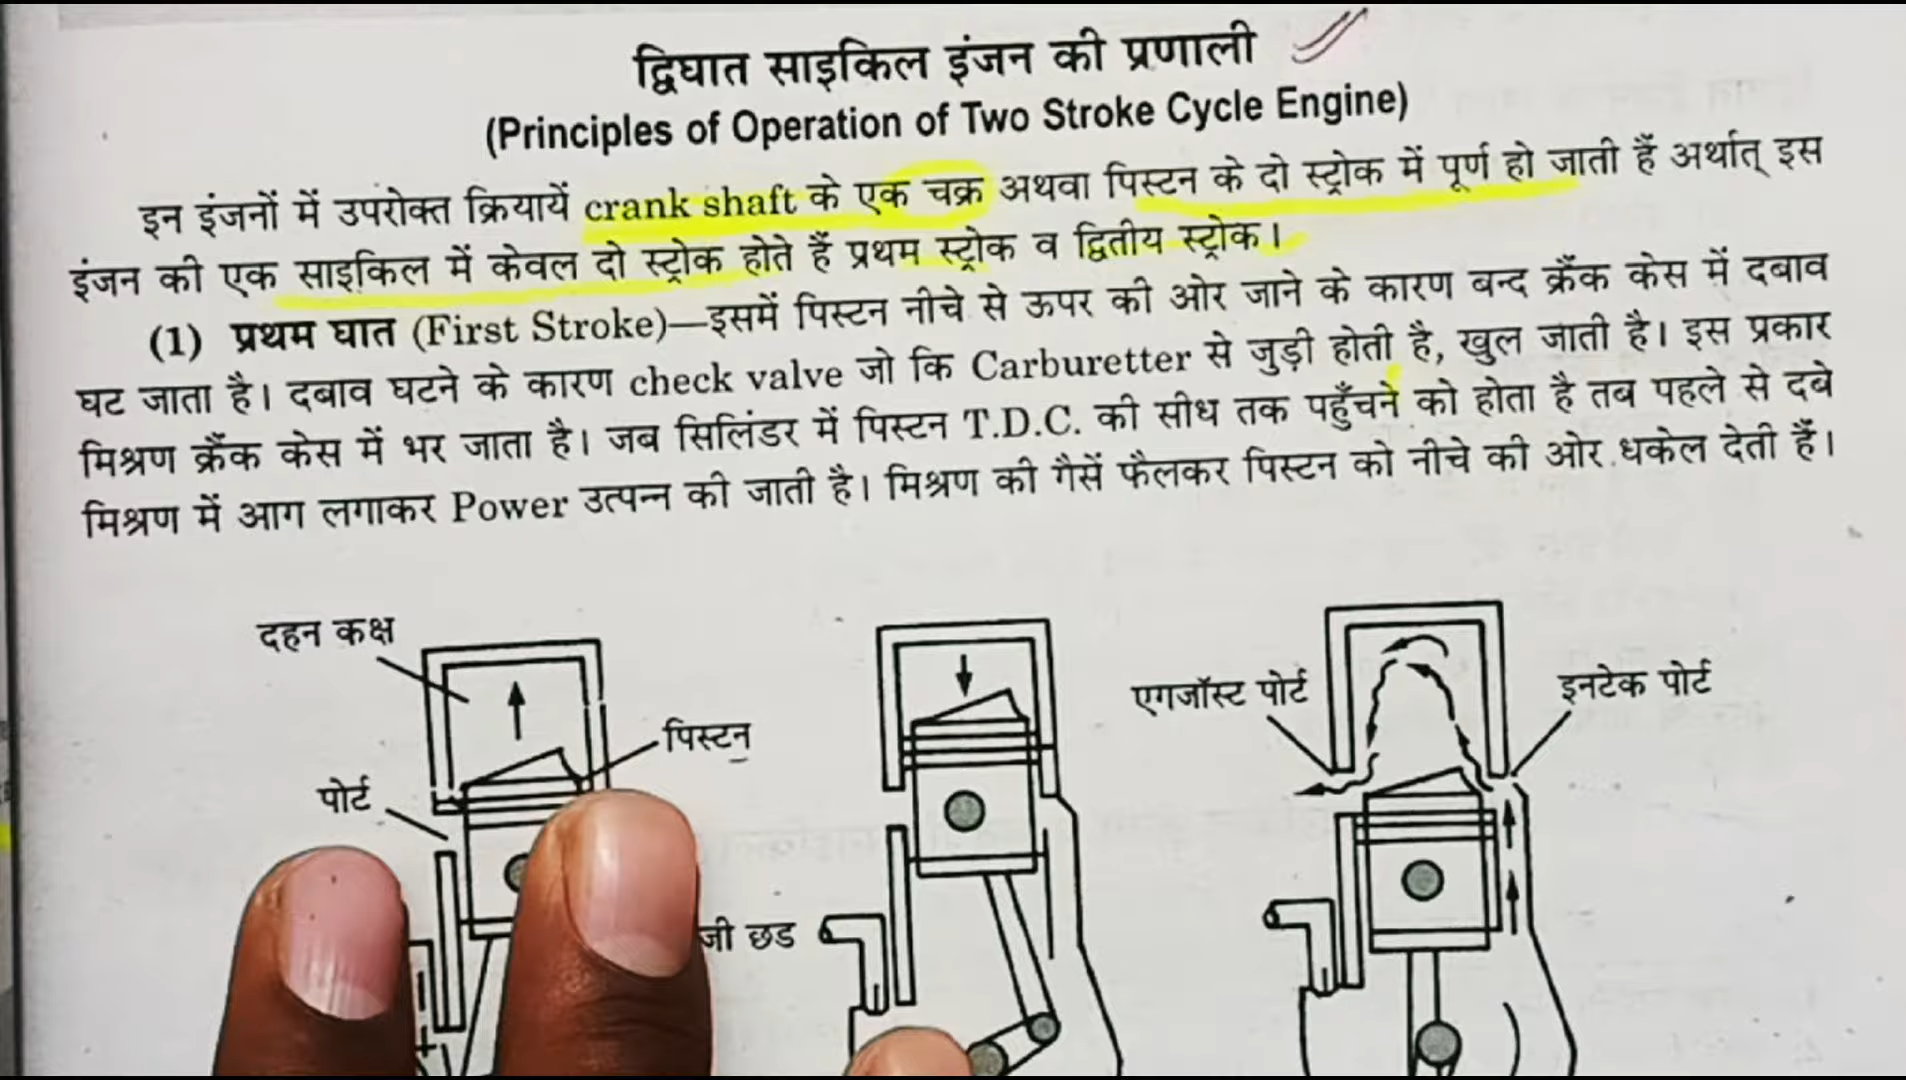 द्विघात साइकिल इंजन की प्रणाली
(Principles of Operation of Two Stroke Cycle Engine)
इन इंजनों में उपरोक्त क्रियायें crank shaft के एक चक्र अथवा पिस्टन के दो स्ट्रोक में पूर्ण हो जाती हैं अर्थात् इस
इंजन की एक साइकिल में केवल दो स्ट्रोक होते हैं प्रथम स्ट्रोक व द्वितीय स्ट्रोक।
(1) प्रथम घात (First Stroke)—इसमें पिस्टन नीचे से ऊपर की ओर जाने के कारण बन्द क्रैंक केस में दबाव
घट जाता है। दबाव घटने के कारण check valve जो कि Carburetter से जुड़ी होती है, खुल जाती है। इस प्रकार
मिश्रण क्रैंक केस में भर जाता है। जब सिलिंडर में पिस्टन T.D.C. की सीध तक पहुँचने को होता है तब पहले से दबे
मिश्रण में आग लगाकर Power उत्पन्न की जाती है। मिश्रण की गैसें फैलकर पिस्टन को नीचे की ओर धकेल देती हैं।
दहन कक्ष
पिस्टन
पोर्ट
एगजॉस्ट पोर्ट
इनटेक पोर्ट
जी छड